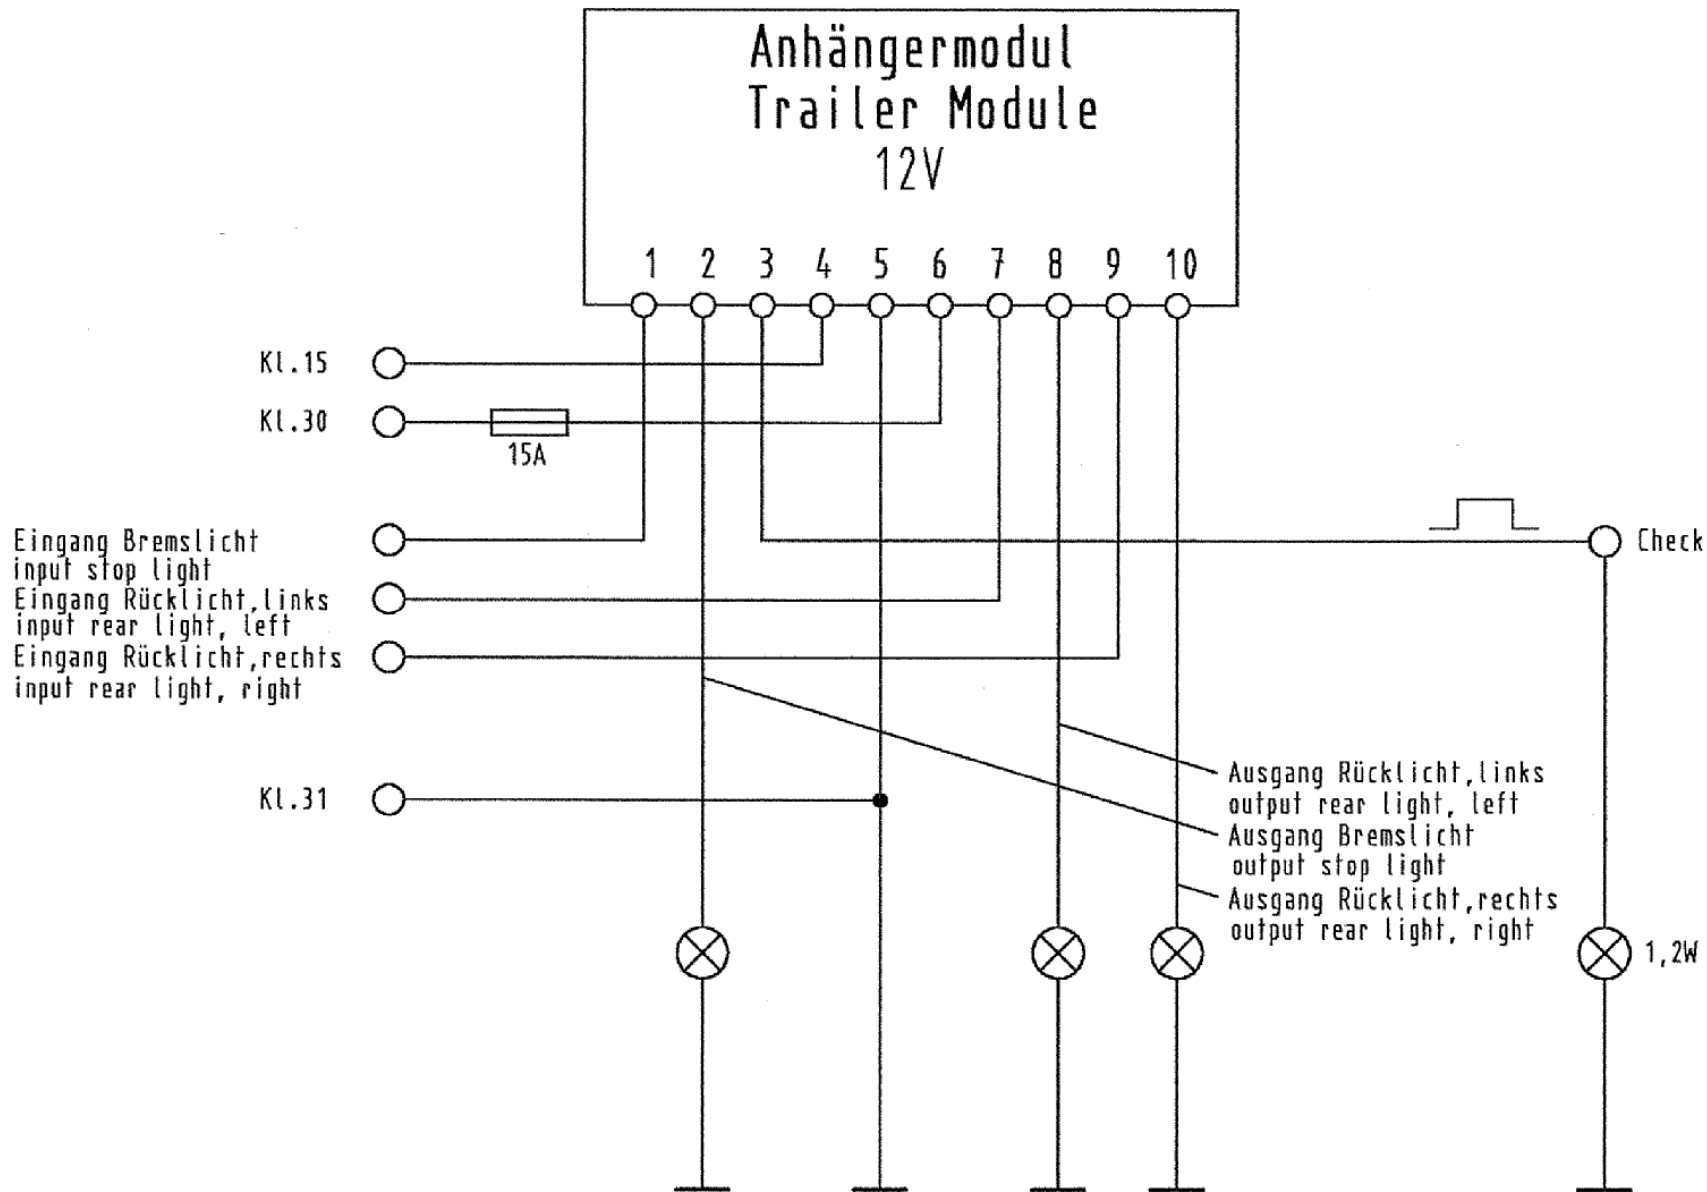 Anhängermodul
Trailer Module
12V
1 2 3 4 5 6 7 8 9 10
Kl.15
Kl.30
15A
Eingang Bremslicht
input stop light
Eingang Rücklicht,links
input rear light, left
Eingang Rücklicht,rechts
input rear light, right
Check
Kl.31
Ausgang Rücklicht,links
output rear light, left
Ausgang Bremslicht
output stop light
Ausgang Rücklicht,rechts
output rear light, right
1,2W